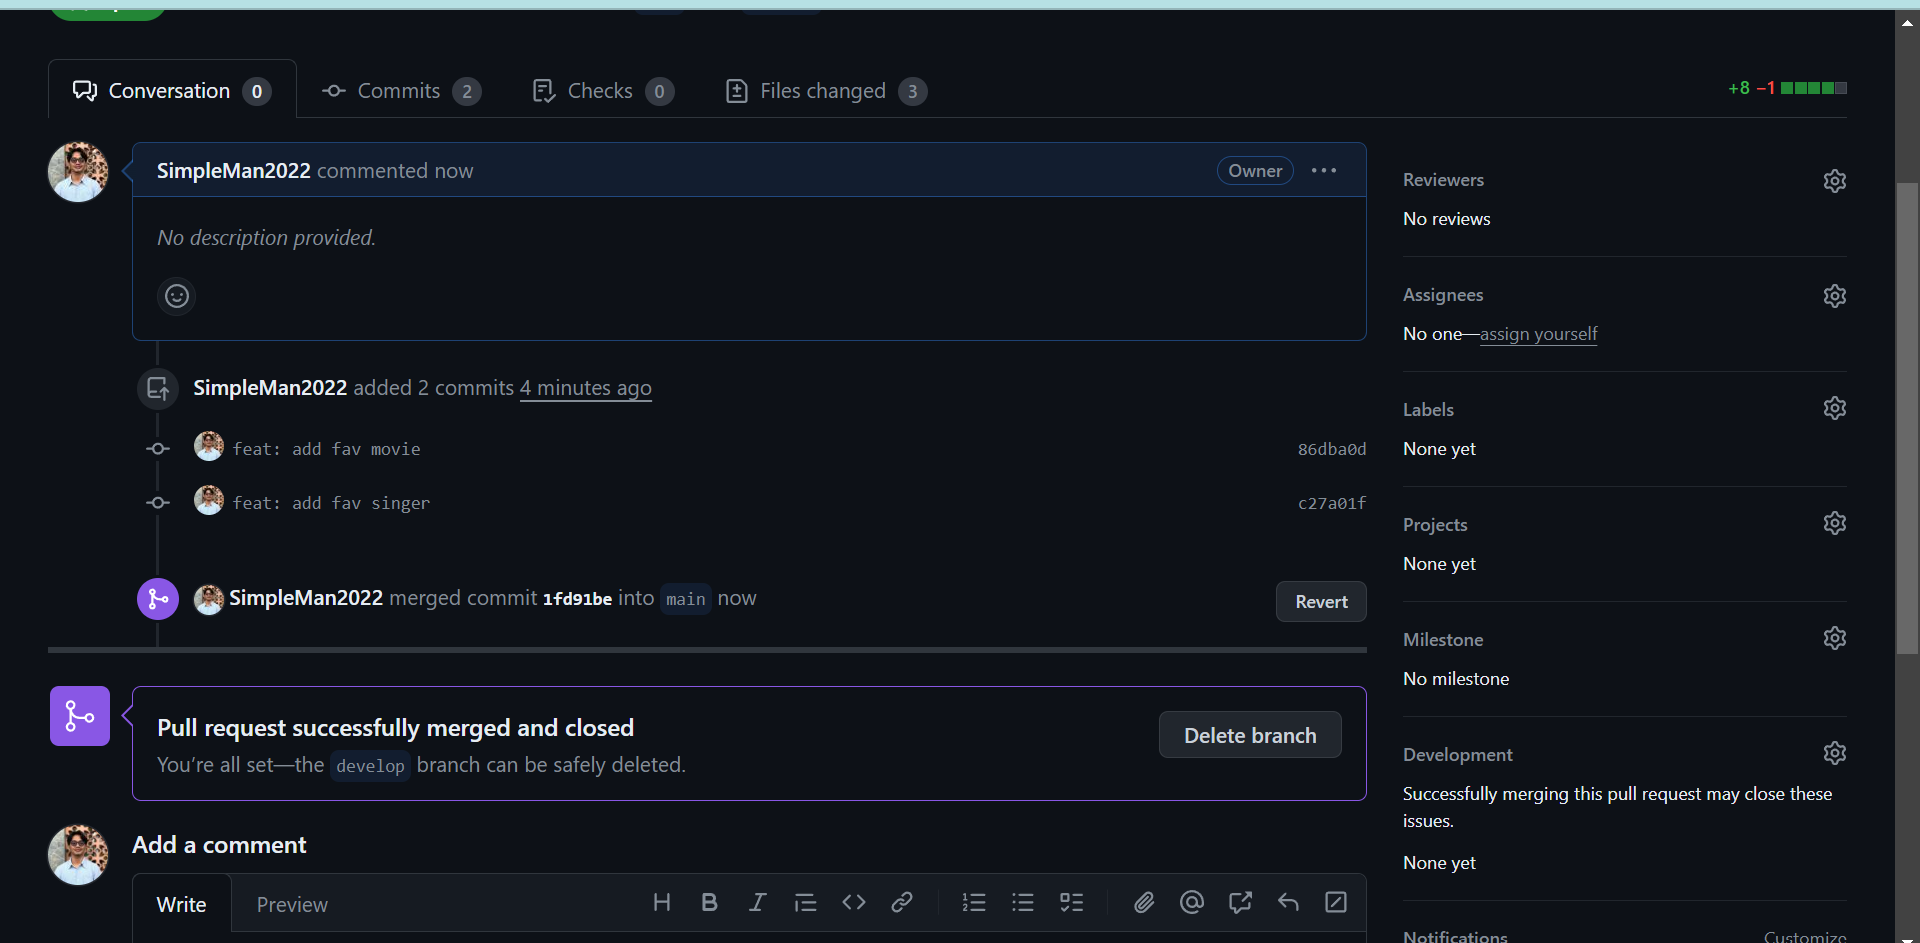 Conversation 0 Commits 2 Checks 0 Files changed 3 +8 −1
SimpleMan2022 commented now Owner
No description provided.
SimpleMan2022 added 2 commits 4 minutes ago
feat: add fav movie 86dba0d
feat: add fav singer c27a01f
SimpleMan2022 merged commit 1fd91be into main now Revert
Pull request successfully merged and closed
You’re all set—the develop branch can be safely deleted.
Delete branch
Add a comment
Write Preview
Reviewers
No reviews
Assignees
No one—assign yourself
Labels
None yet
Projects
None yet
Milestone
No milestone
Development
Successfully merging this pull request may close these
issues.
None yet
Notifications Customize